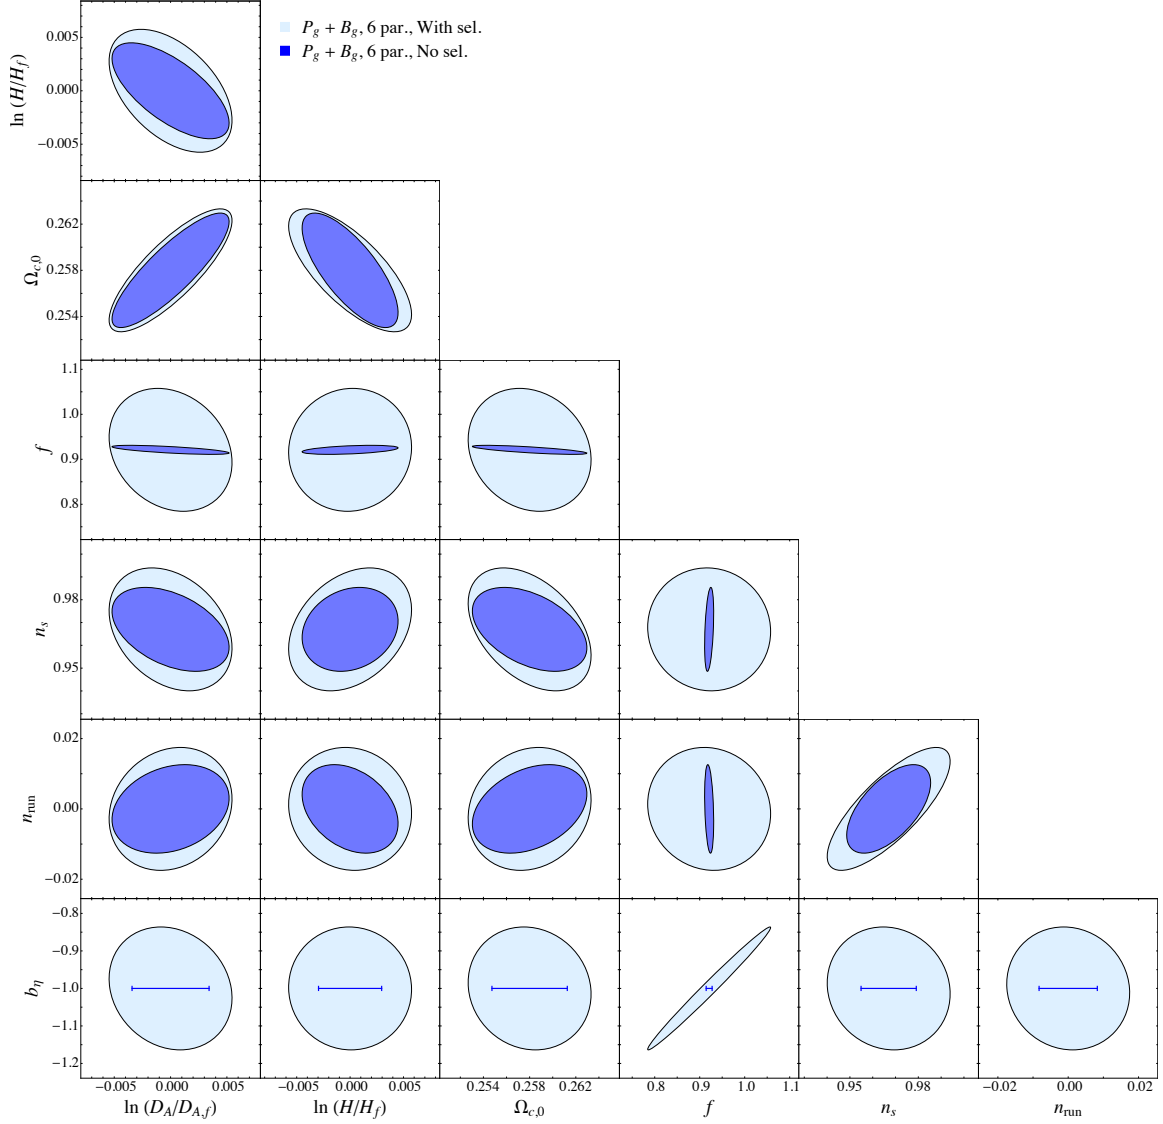 P_g + B_g, 6 par., With sel.
P_g + B_g, 6 par., No sel.
ln (H/H_f)
0.005
0.000
−0.005
Ω_{c,0}
0.262
0.258
0.254
f
1.1
1.0
0.9
0.8
n_s
0.98
0.95
n_run
0.02
0.00
−0.02
b_η
−0.8
−0.9
−1.0
−1.1
−1.2
−0.005 0.000 0.005
−0.005 0.000 0.005
0.254 0.258 0.262
0.8 0.9 1.0 1.1
0.95 0.98
−0.02 0.00 0.02
ln (D_A/D_{A,f})
ln (H/H_f)
Ω_{c,0}
f
n_s
n_run